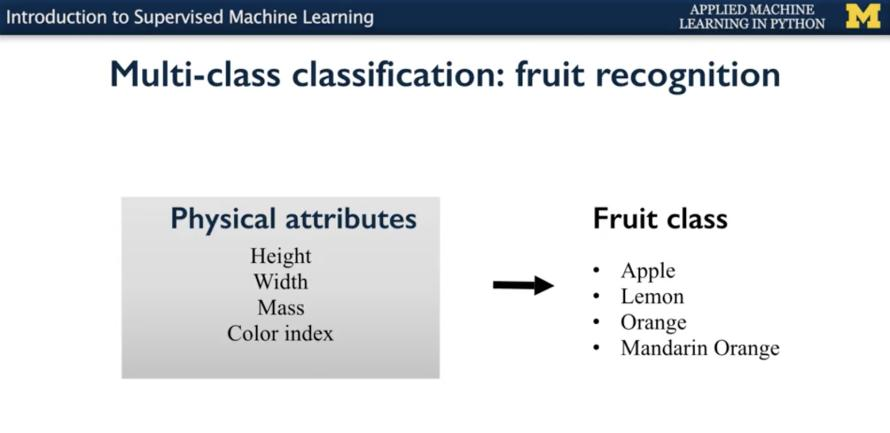 Introduction to Supervised Machine Learning
APPLIED MACHINE
LEARNING IN PYTHON
M
Multi-class classification: fruit recognition
Physical attributes
Height
Width
Mass
Color index
Fruit class
• Apple
• Lemon
• Orange
• Mandarin Orange